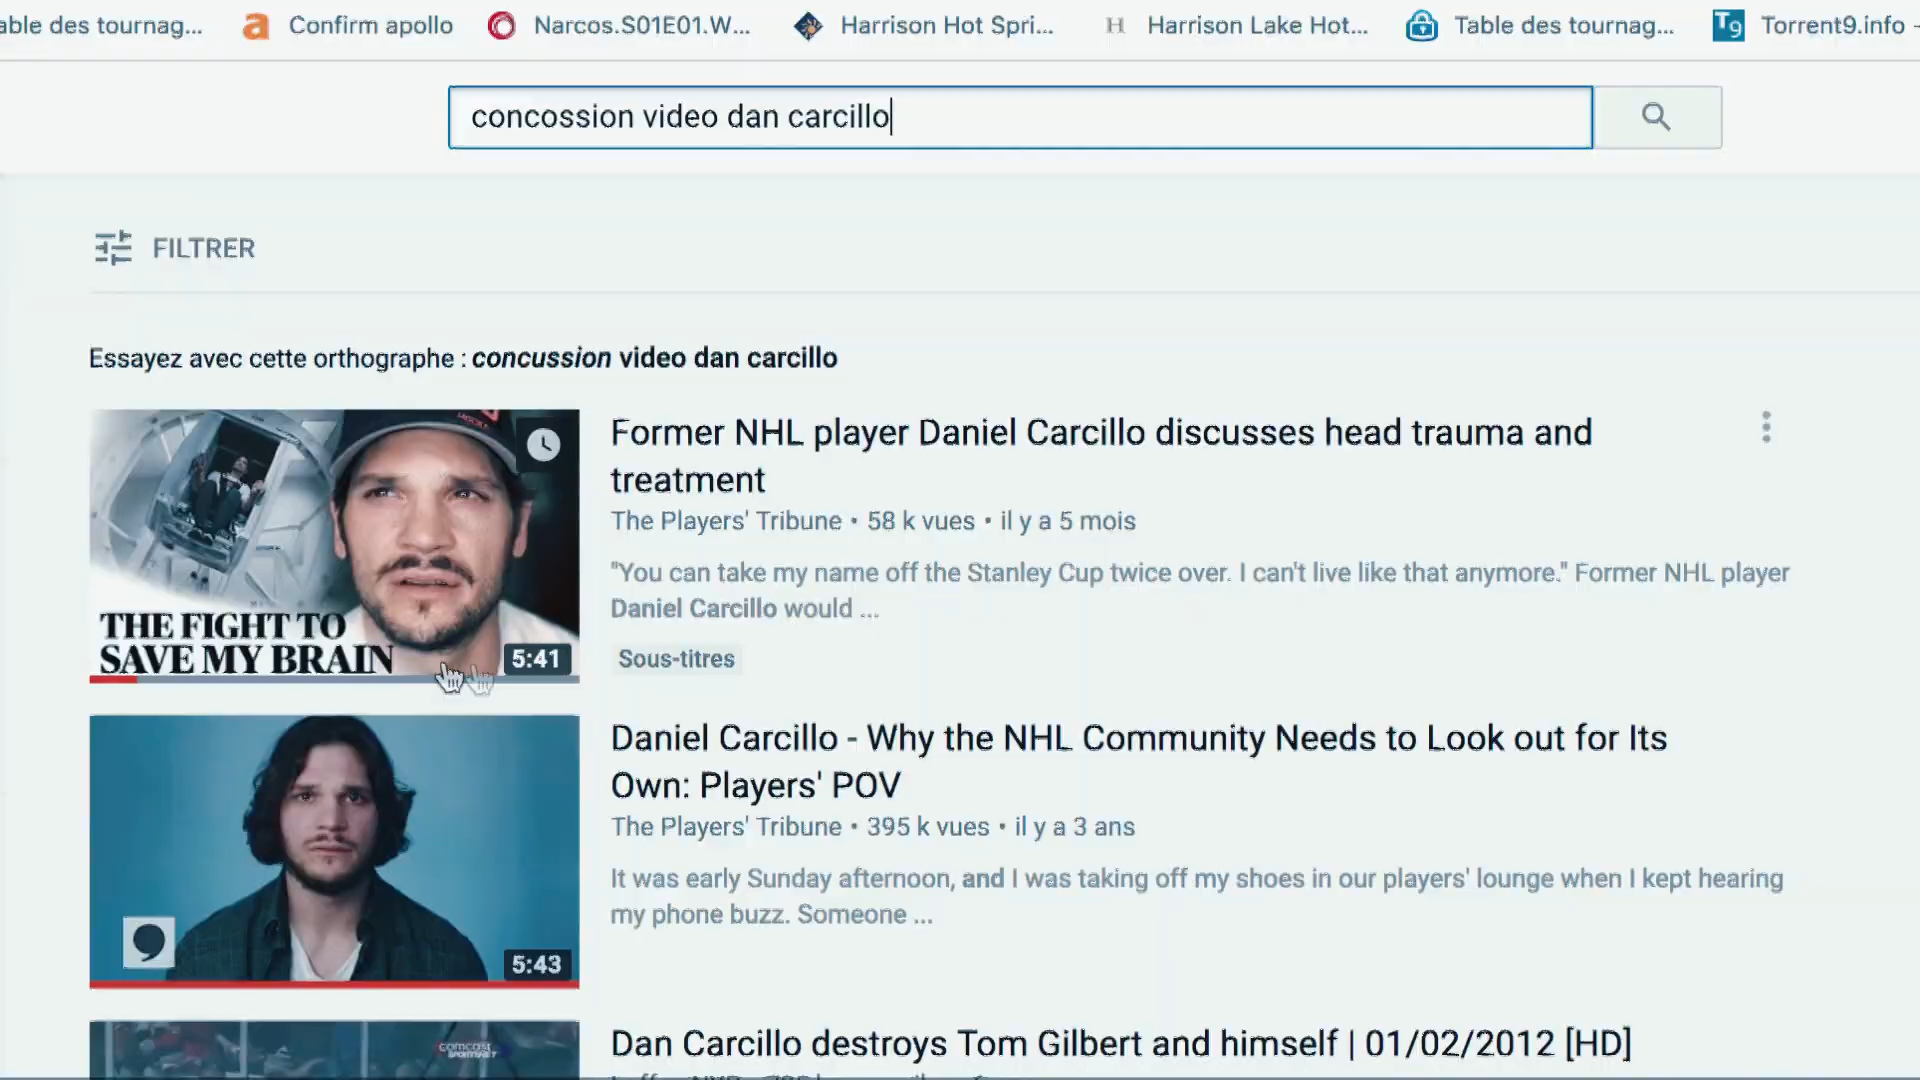 able des tournag...
a Confirm apollo
Narcos.S01E01.W...
Harrison Hot Spri...
H Harrison Lake Hot...
Table des tournag...
T9 Torrent9.info -
concossion video dan carcillo
FILTRER
Essayez avec cette orthographe : concussion video dan carcillo
THE FIGHT TO
SAVE MY BRAIN
5:41
Former NHL player Daniel Carcillo discusses head trauma and
treatment
The Players' Tribune • 58 k vues • il y a 5 mois
"You can take my name off the Stanley Cup twice over. I can't live like that anymore." Former NHL player
Daniel Carcillo would ...
Sous-titres
5:43
Daniel Carcillo - Why the NHL Community Needs to Look out for Its
Own: Players' POV
The Players' Tribune • 395 k vues • il y a 3 ans
It was early Sunday afternoon, and I was taking off my shoes in our players' lounge when I kept hearing
my phone buzz. Someone ...
comcast
SPORTSNET
Dan Carcillo destroys Tom Gilbert and himself | 01/02/2012 [HD]